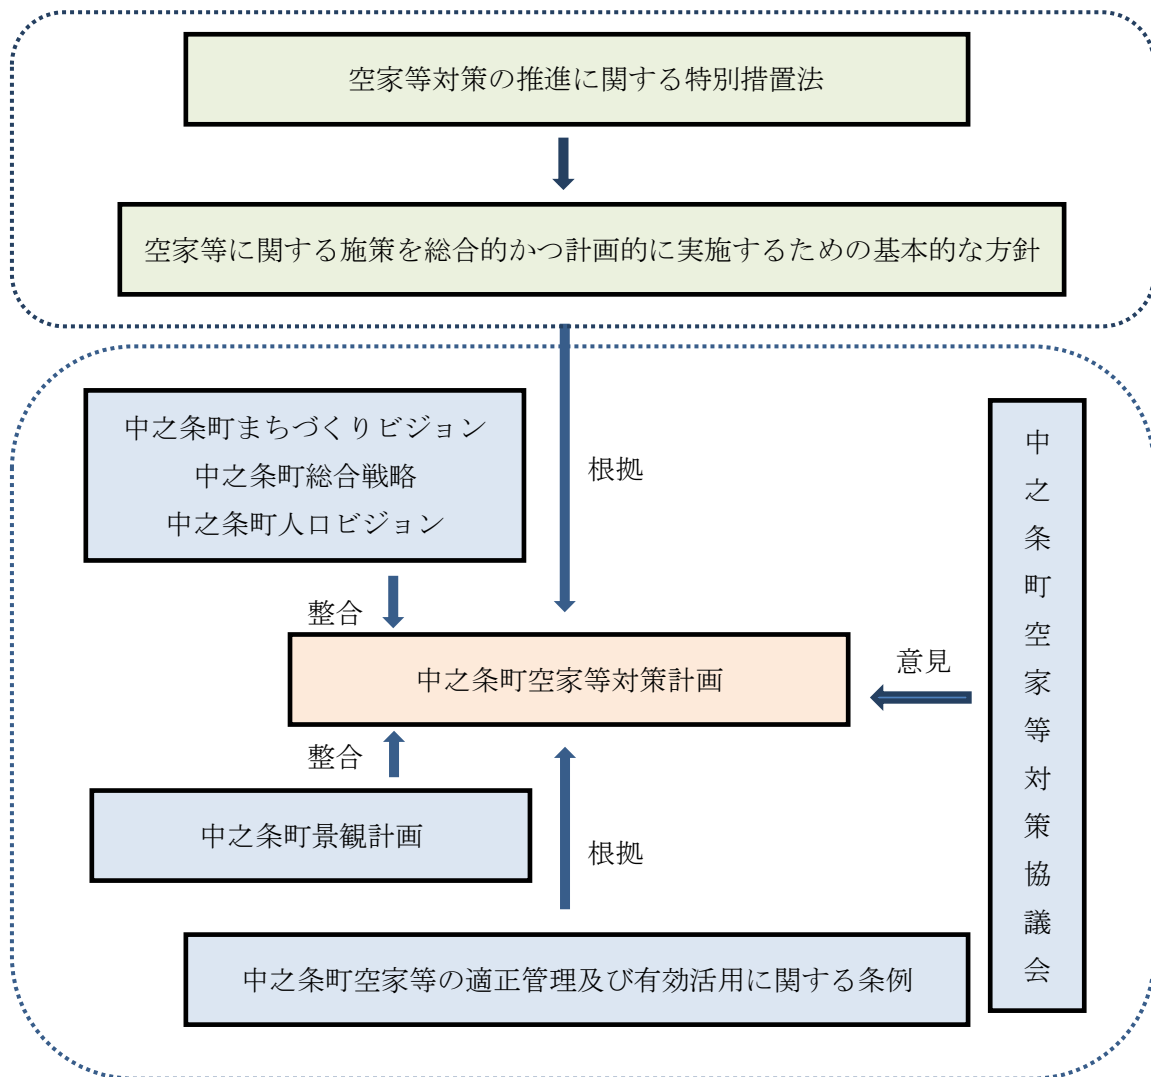 空家等対策の推進に関する特別措置法
空家等に関する施策を総合的かつ計画的に実施するための基本的な方針
中之条町まちづくりビジョン
中之条町総合戦略
中之条町人口ビジョン
根拠
整合
中之条町空家等対策計画
意見
中之条町空家等対策協議会
整合
中之条町景観計画
根拠
中之条町空家等の適正管理及び有効活用に関する条例